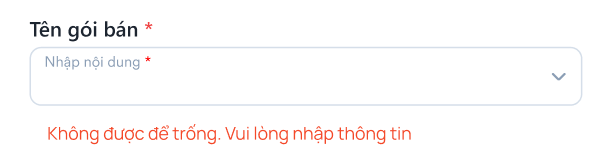 Tên gói bán *
Nhập nội dung *
Không được để trống. Vui lòng nhập thông tin